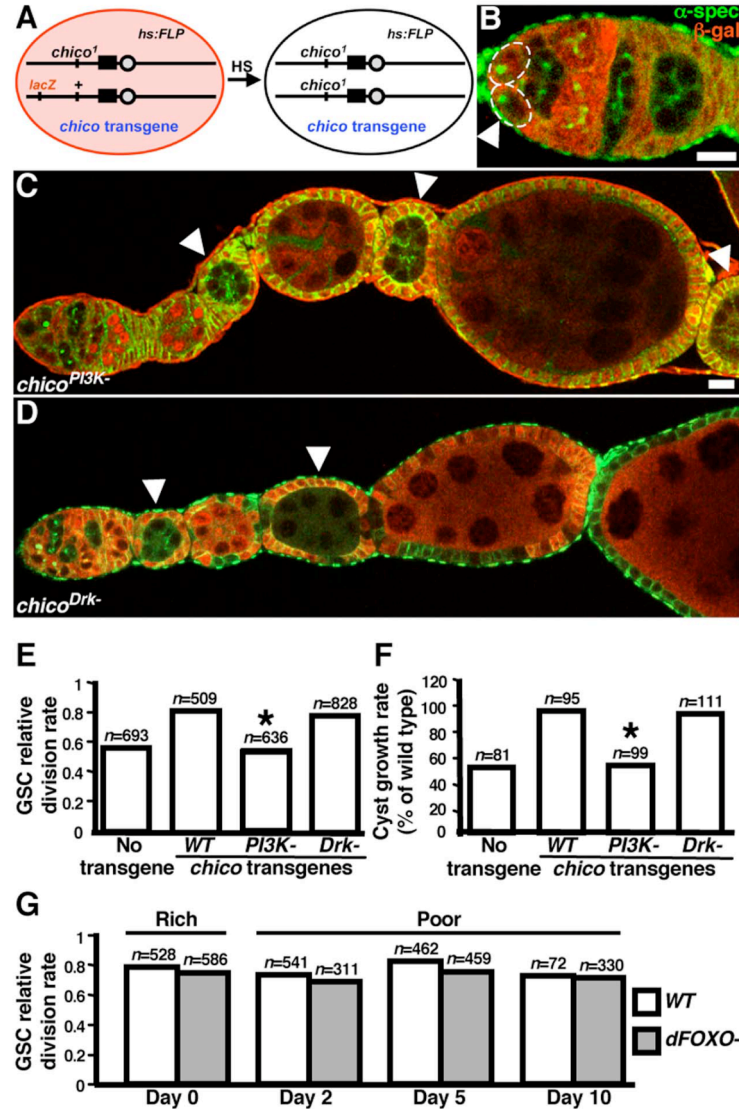 A
chico¹
hs:FLP
lacZ
+
chico transgene
HS
hs:FLP
chico¹
chico¹
chico transgene
B
α-spec
β-gal
C
chicoPI3K-
D
chicoDrk-
E
GSC relative
division rate
1
0.8
0.6
0.4
0.2
0
n=693
n=509
*
n=636
n=828
No
transgene
WT
PI3K-
Drk-
chico transgenes
F
Cyst growth rate
(% of wild type)
120
100
80
60
40
20
0
n=81
n=95
*
n=99
n=111
No
transgene
WT
PI3K-
Drk-
chico transgenes
G
Rich
Poor
GSC relative
division rate
1
0.8
0.6
0.4
0.2
0
n=528
n=586
n=541
n=311
n=462
n=459
n=72
n=330
WT
dFOXO-
Day 0
Day 2
Day 5
Day 10